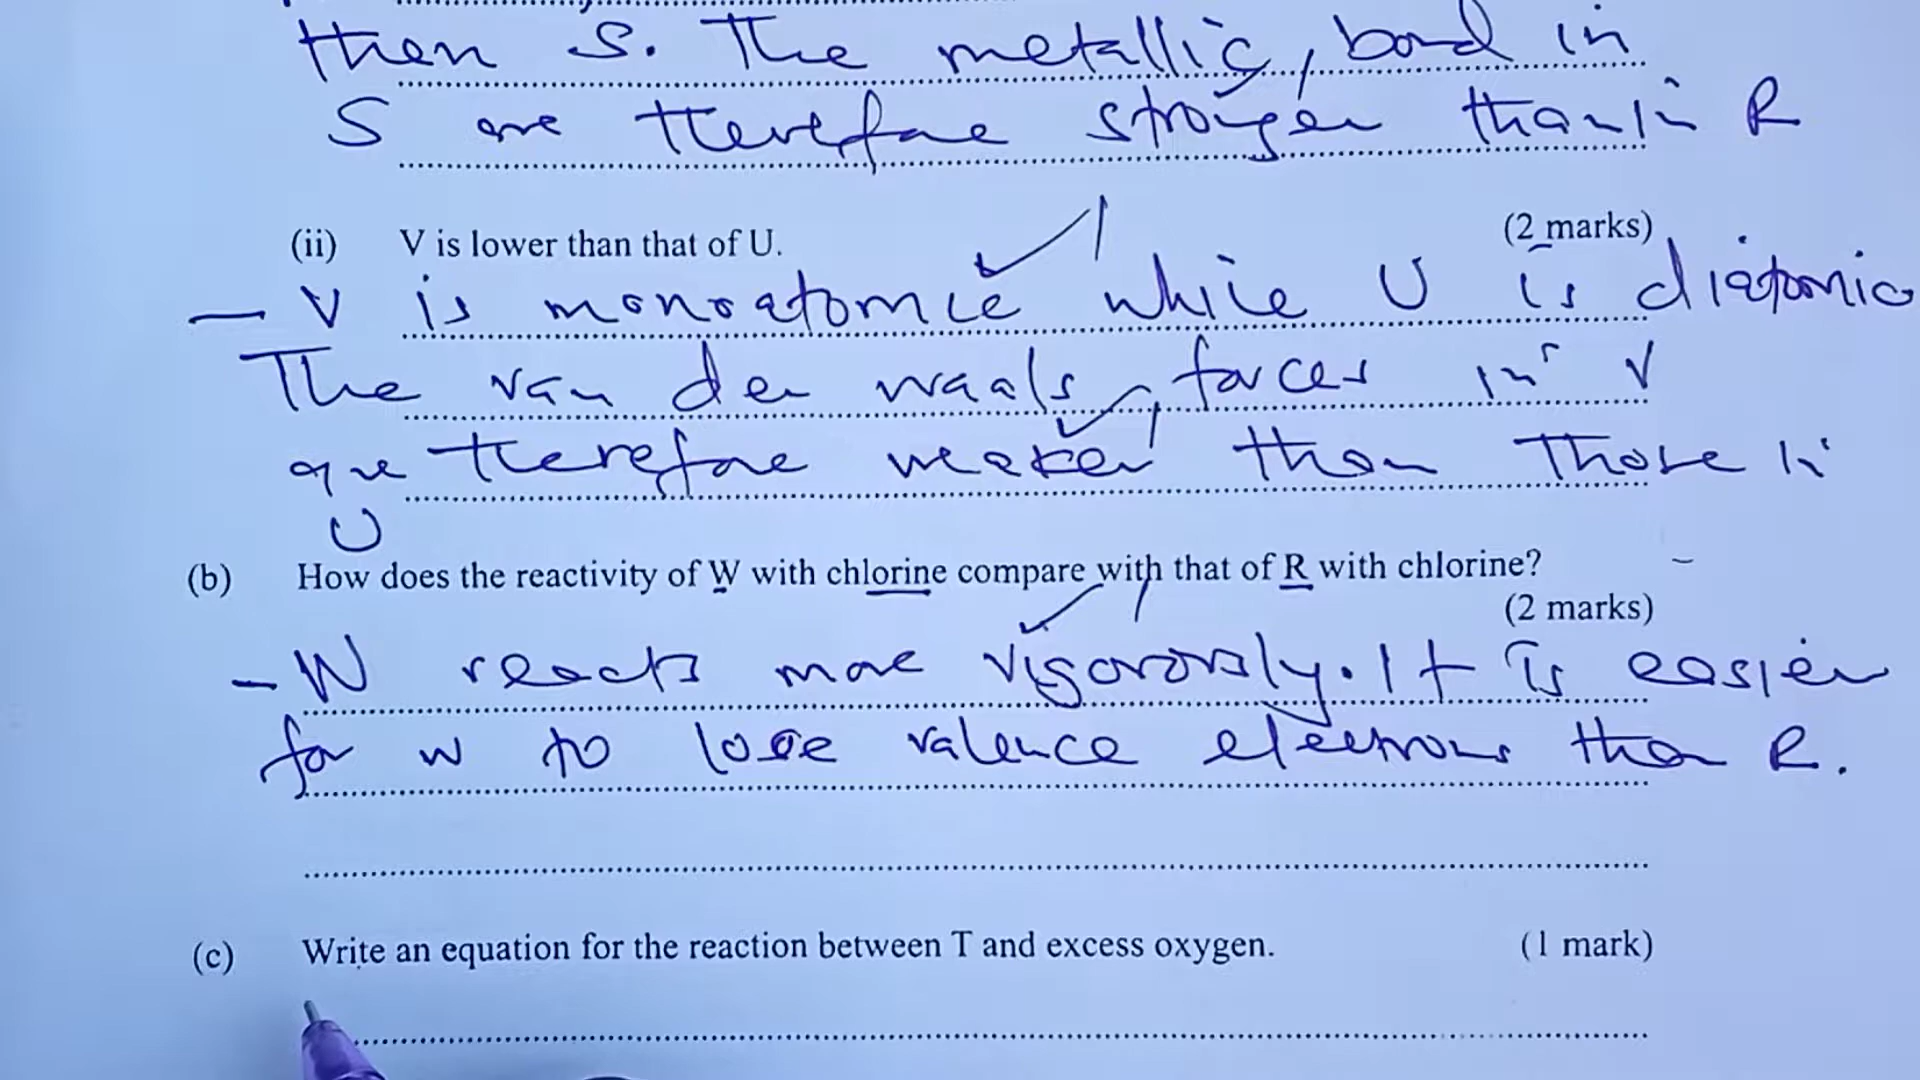 then S. The metallic bond in
S are therefore stronger than in R
(ii) V is lower than that of U. (2 marks)
- V is monoatomic while U is diatomic
The van der waals forces in V
are therefore weaker than those in
U
(b) How does the reactivity of W with chlorine compare with that of R with chlorine?
(2 marks)
- W reacts more vigorously. It is easier
for W to lose valence electrons than R.
(c) Write an equation for the reaction between T and excess oxygen. (1 mark)